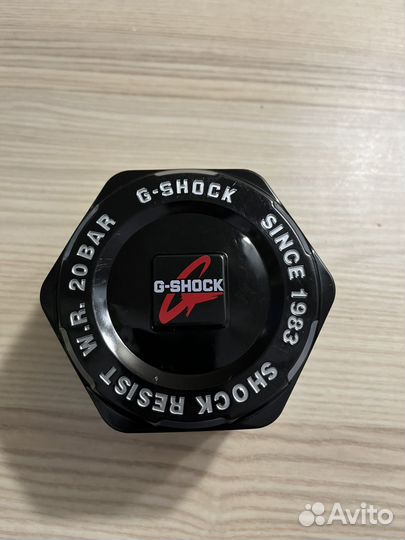 G-SHOCK
SINCE 1983
SHOCK RESIST
W.R. 20BAR
G-SHOCK
Avito